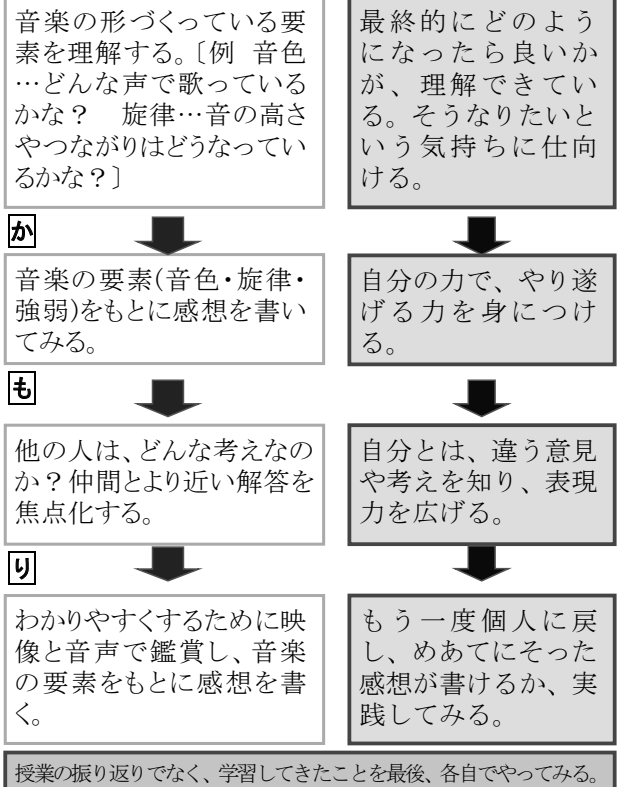 音楽の形づくっている要
素を理解する。〔例 音色
…どんな声で歌っている
かな？ 旋律…音の高さ
やつながりはどうなってい
るかな？〕
最終的にどのよう
になったら良いか
が、理解できてい
る。そうなりたいと
いう気持ちに仕向
ける。
か
音楽の要素(音色・旋律・
強弱)をもとに感想を書い
てみる。
自分の力で、やり遂
げる力を身につけ
る。
も
他の人は、どんな考えなの
か？仲間とより近い解答を
焦点化する。
自分とは、違う意見
や考えを知り、表現
力を広げる。
り
わかりやすくするために映
像と音声で鑑賞し、音楽
の要素をもとに感想を書
く。
もう一度個人に戻
し、めあてにそった
感想が書けるか、実
践してみる。
授業の振り返りでなく、学習してきたことを最後、各自でやってみる。